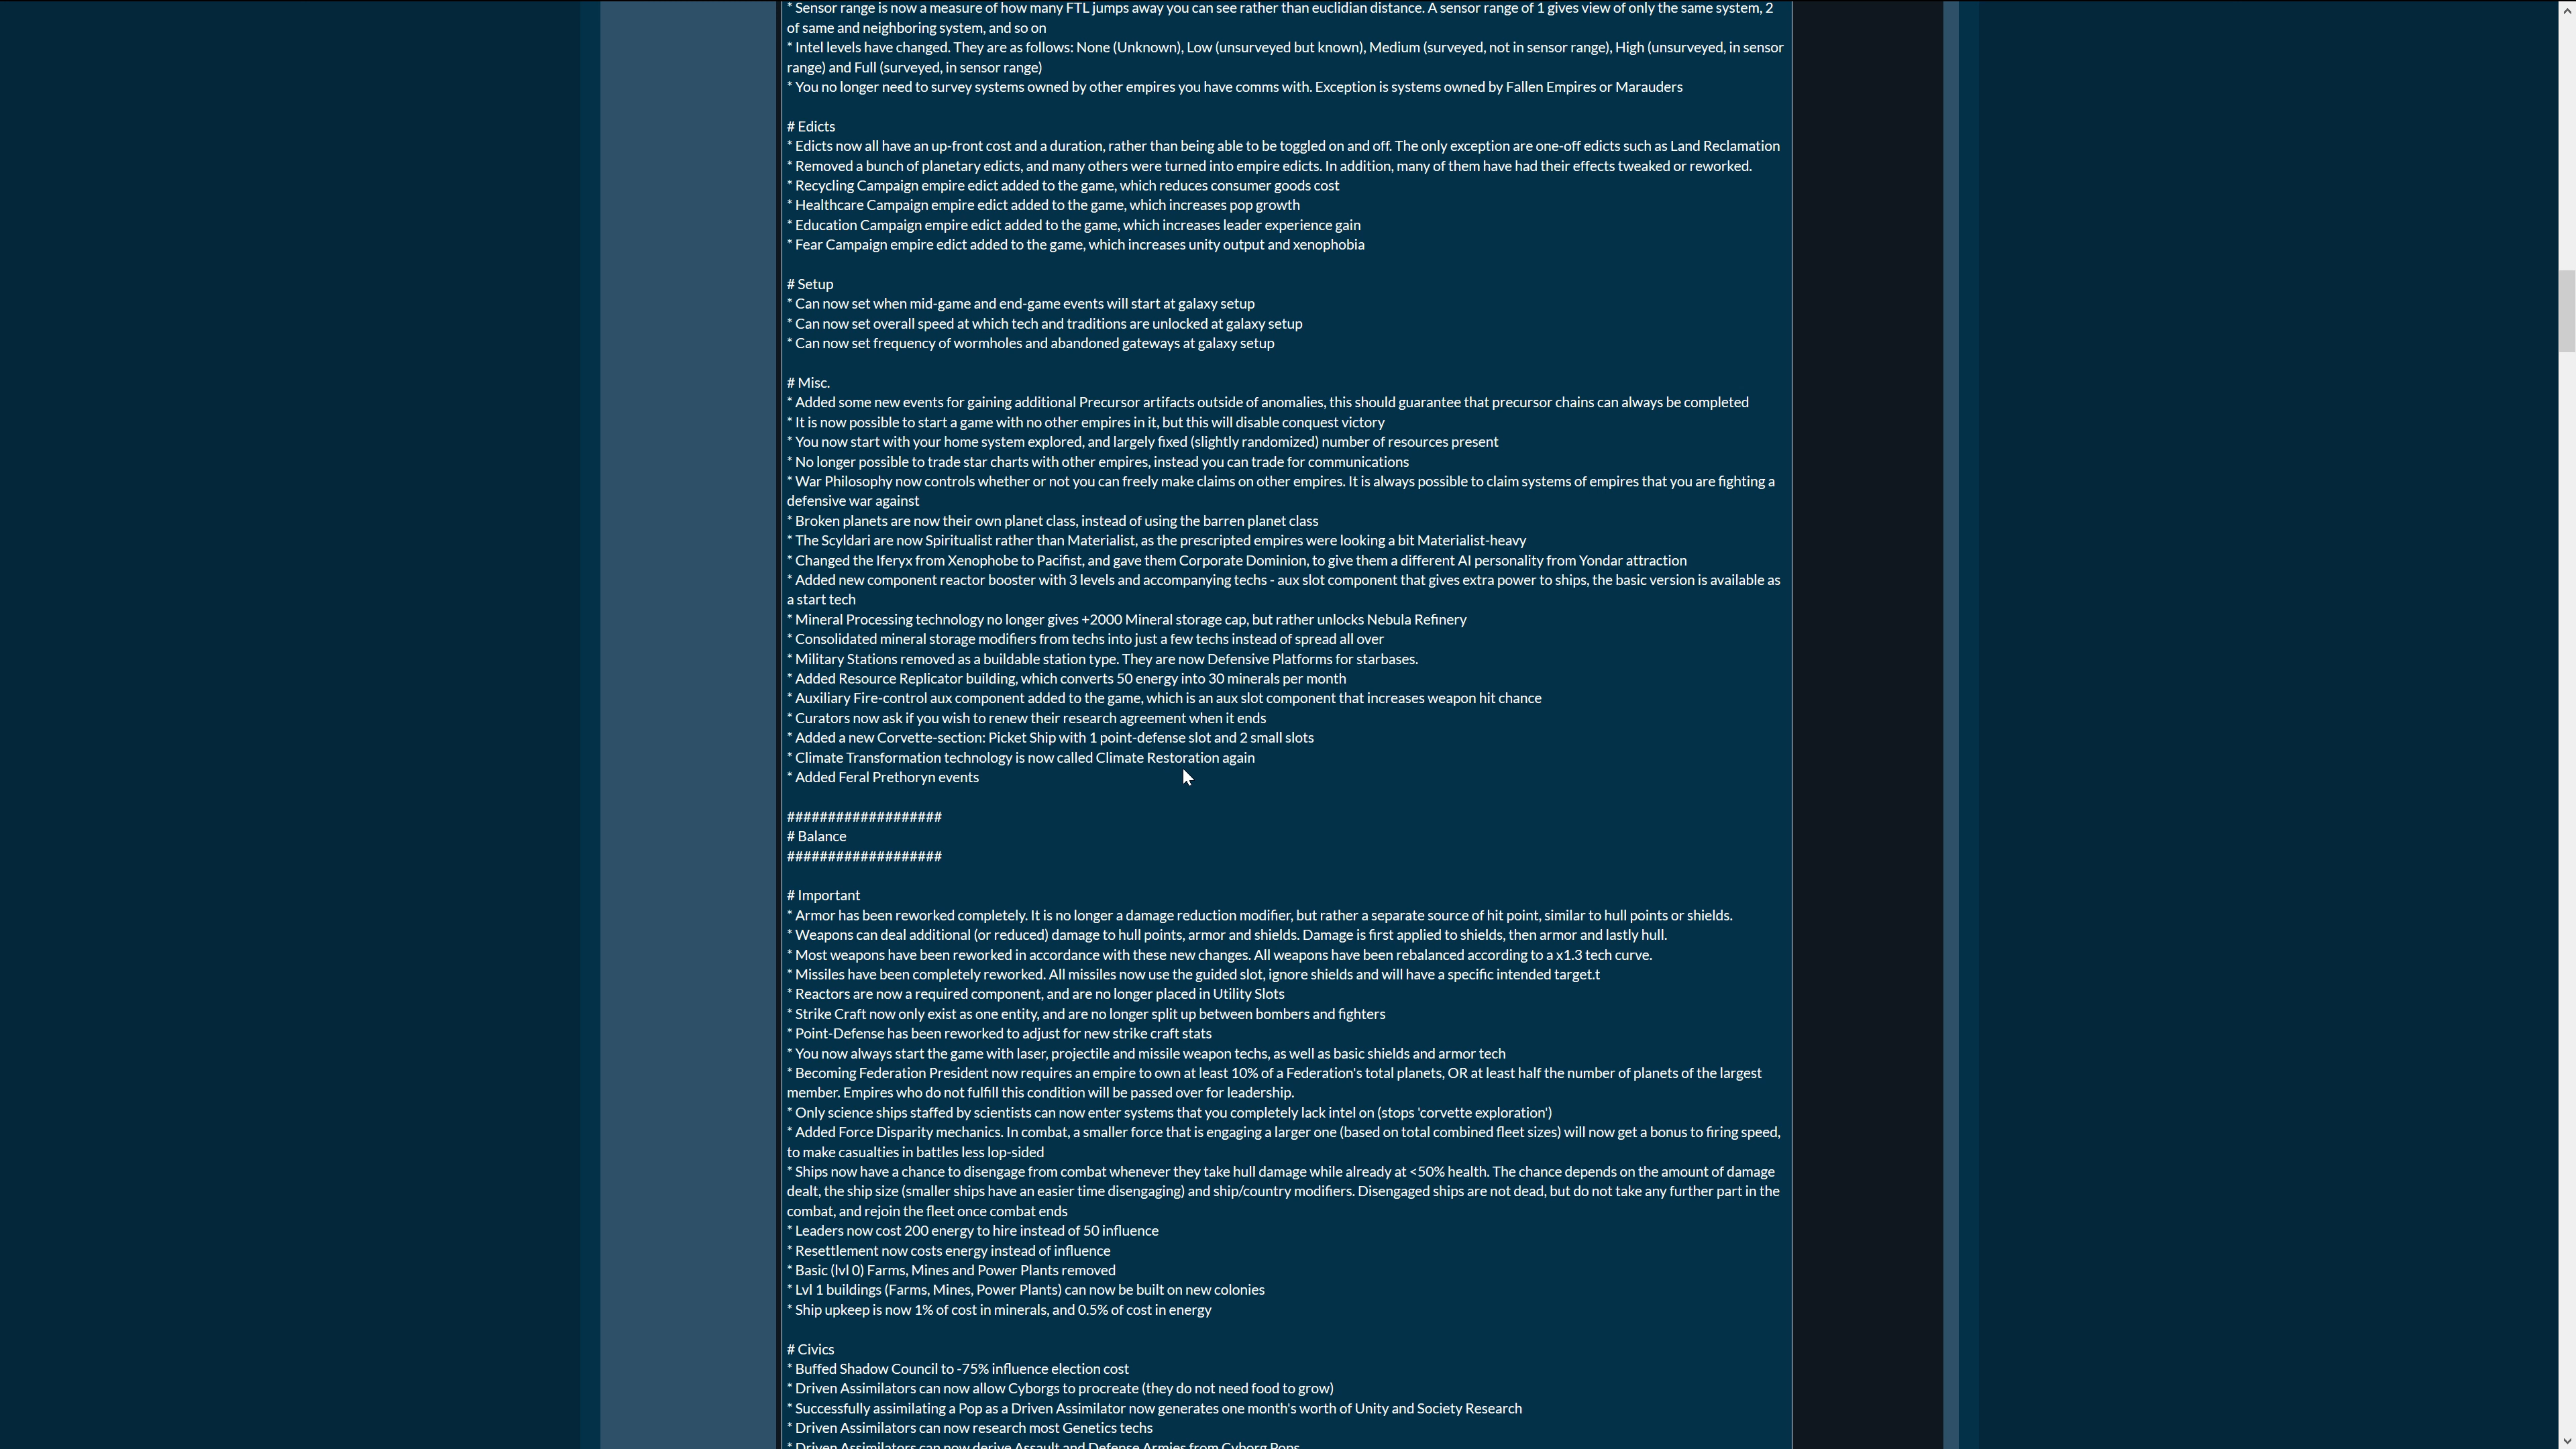 * Sensor range is now a measure of how many FTL jumps away you can see rather than euclidian distance. A sensor range of 1 gives view of only the same system, 2
of same and neighboring system, and so on
* Intel levels have changed. They are as follows: None (Unknown), Low (unsurveyed but known), Medium (surveyed, not in sensor range), High (unsurveyed, in sensor
range) and Full (surveyed, in sensor range)
* You no longer need to survey systems owned by other empires you have comms with. Exception is systems owned by Fallen Empires or Marauders
# Edicts
* Edicts now all have an up-front cost and a duration, rather than being able to be toggled on and off. The only exception are one-off edicts such as Land Reclamation
* Removed a bunch of planetary edicts, and many others were turned into empire edicts. In addition, many of them have had their effects tweaked or reworked.
* Recycling Campaign empire edict added to the game, which reduces consumer goods cost
* Healthcare Campaign empire edict added to the game, which increases pop growth
* Education Campaign empire edict added to the game, which increases leader experience gain
* Fear Campaign empire edict added to the game, which increases unity output and xenophobia
# Setup
* Can now set when mid-game and end-game events will start at galaxy setup
* Can now set overall speed at which tech and traditions are unlocked at galaxy setup
* Can now set frequency of wormholes and abandoned gateways at galaxy setup
# Misc.
* Added some new events for gaining additional Precursor artifacts outside of anomalies, this should guarantee that precursor chains can always be completed
* It is now possible to start a game with no other empires in it, but this will disable conquest victory
* You now start with your home system explored, and largely fixed (slightly randomized) number of resources present
* No longer possible to trade star charts with other empires, instead you can trade for communications
* War Philosophy now controls whether or not you can freely make claims on other empires. It is always possible to claim systems of empires that you are fighting a
defensive war against
* Broken planets are now their own planet class, instead of using the barren planet class
* The Scyldari are now Spiritualist rather than Materialist, as the prescripted empires were looking a bit Materialist-heavy
* Changed the Iferyx from Xenophobe to Pacifist, and gave them Corporate Dominion, to give them a different AI personality from Yondar attraction
* Added new component reactor booster with 3 levels and accompanying techs - aux slot component that gives extra power to ships, the basic version is available as
a start tech
* Mineral Processing technology no longer gives +2000 Mineral storage cap, but rather unlocks Nebula Refinery
* Consolidated mineral storage modifiers from techs into just a few techs instead of spread all over
* Military Stations removed as a buildable station type. They are now Defensive Platforms for starbases.
* Added Resource Replicator building, which converts 50 energy into 30 minerals per month
* Auxiliary Fire-control aux component added to the game, which is an aux slot component that increases weapon hit chance
* Curators now ask if you wish to renew their research agreement when it ends
* Added a new Corvette-section: Picket Ship with 1 point-defense slot and 2 small slots
* Climate Transformation technology is now called Climate Restoration again
* Added Feral Prethoryn events
###################
# Balance
###################
# Important
* Armor has been reworked completely. It is no longer a damage reduction modifier, but rather a separate source of hit point, similar to hull points or shields.
* Weapons can deal additional (or reduced) damage to hull points, armor and shields. Damage is first applied to shields, then armor and lastly hull.
* Most weapons have been reworked in accordance with these new changes. All weapons have been rebalanced according to a x1.3 tech curve.
* Missiles have been completely reworked. All missiles now use the guided slot, ignore shields and will have a specific intended target.t
* Reactors are now a required component, and are no longer placed in Utility Slots
* Strike Craft now only exist as one entity, and are no longer split up between bombers and fighters
* Point-Defense has been reworked to adjust for new strike craft stats
* You now always start the game with laser, projectile and missile weapon techs, as well as basic shields and armor tech
* Becoming Federation President now requires an empire to own at least 10% of a Federation's total planets, OR at least half the number of planets of the largest
member. Empires who do not fulfill this condition will be passed over for leadership.
* Only science ships staffed by scientists can now enter systems that you completely lack intel on (stops 'corvette exploration')
* Added Force Disparity mechanics. In combat, a smaller force that is engaging a larger one (based on total combined fleet sizes) will now get a bonus to firing speed,
to make casualties in battles less lop-sided
* Ships now have a chance to disengage from combat whenever they take hull damage while already at <50% health. The chance depends on the amount of damage
dealt, the ship size (smaller ships have an easier time disengaging) and ship/country modifiers. Disengaged ships are not dead, but do not take any further part in the
combat, and rejoin the fleet once combat ends
* Leaders now cost 200 energy to hire instead of 50 influence
* Resettlement now costs energy instead of influence
* Basic (lvl 0) Farms, Mines and Power Plants removed
* Lvl 1 buildings (Farms, Mines, Power Plants) can now be built on new colonies
* Ship upkeep is now 1% of cost in minerals, and 0.5% of cost in energy
# Civics
* Buffed Shadow Council to -75% influence election cost
* Driven Assimilators can now allow Cyborgs to procreate (they do not need food to grow)
* Successfully assimilating a Pop as a Driven Assimilator now generates one month's worth of Unity and Society Research
* Driven Assimilators can now research most Genetics techs
* Driven Assimilators can now derive Assault and Defense Armies from Cyborg Pops